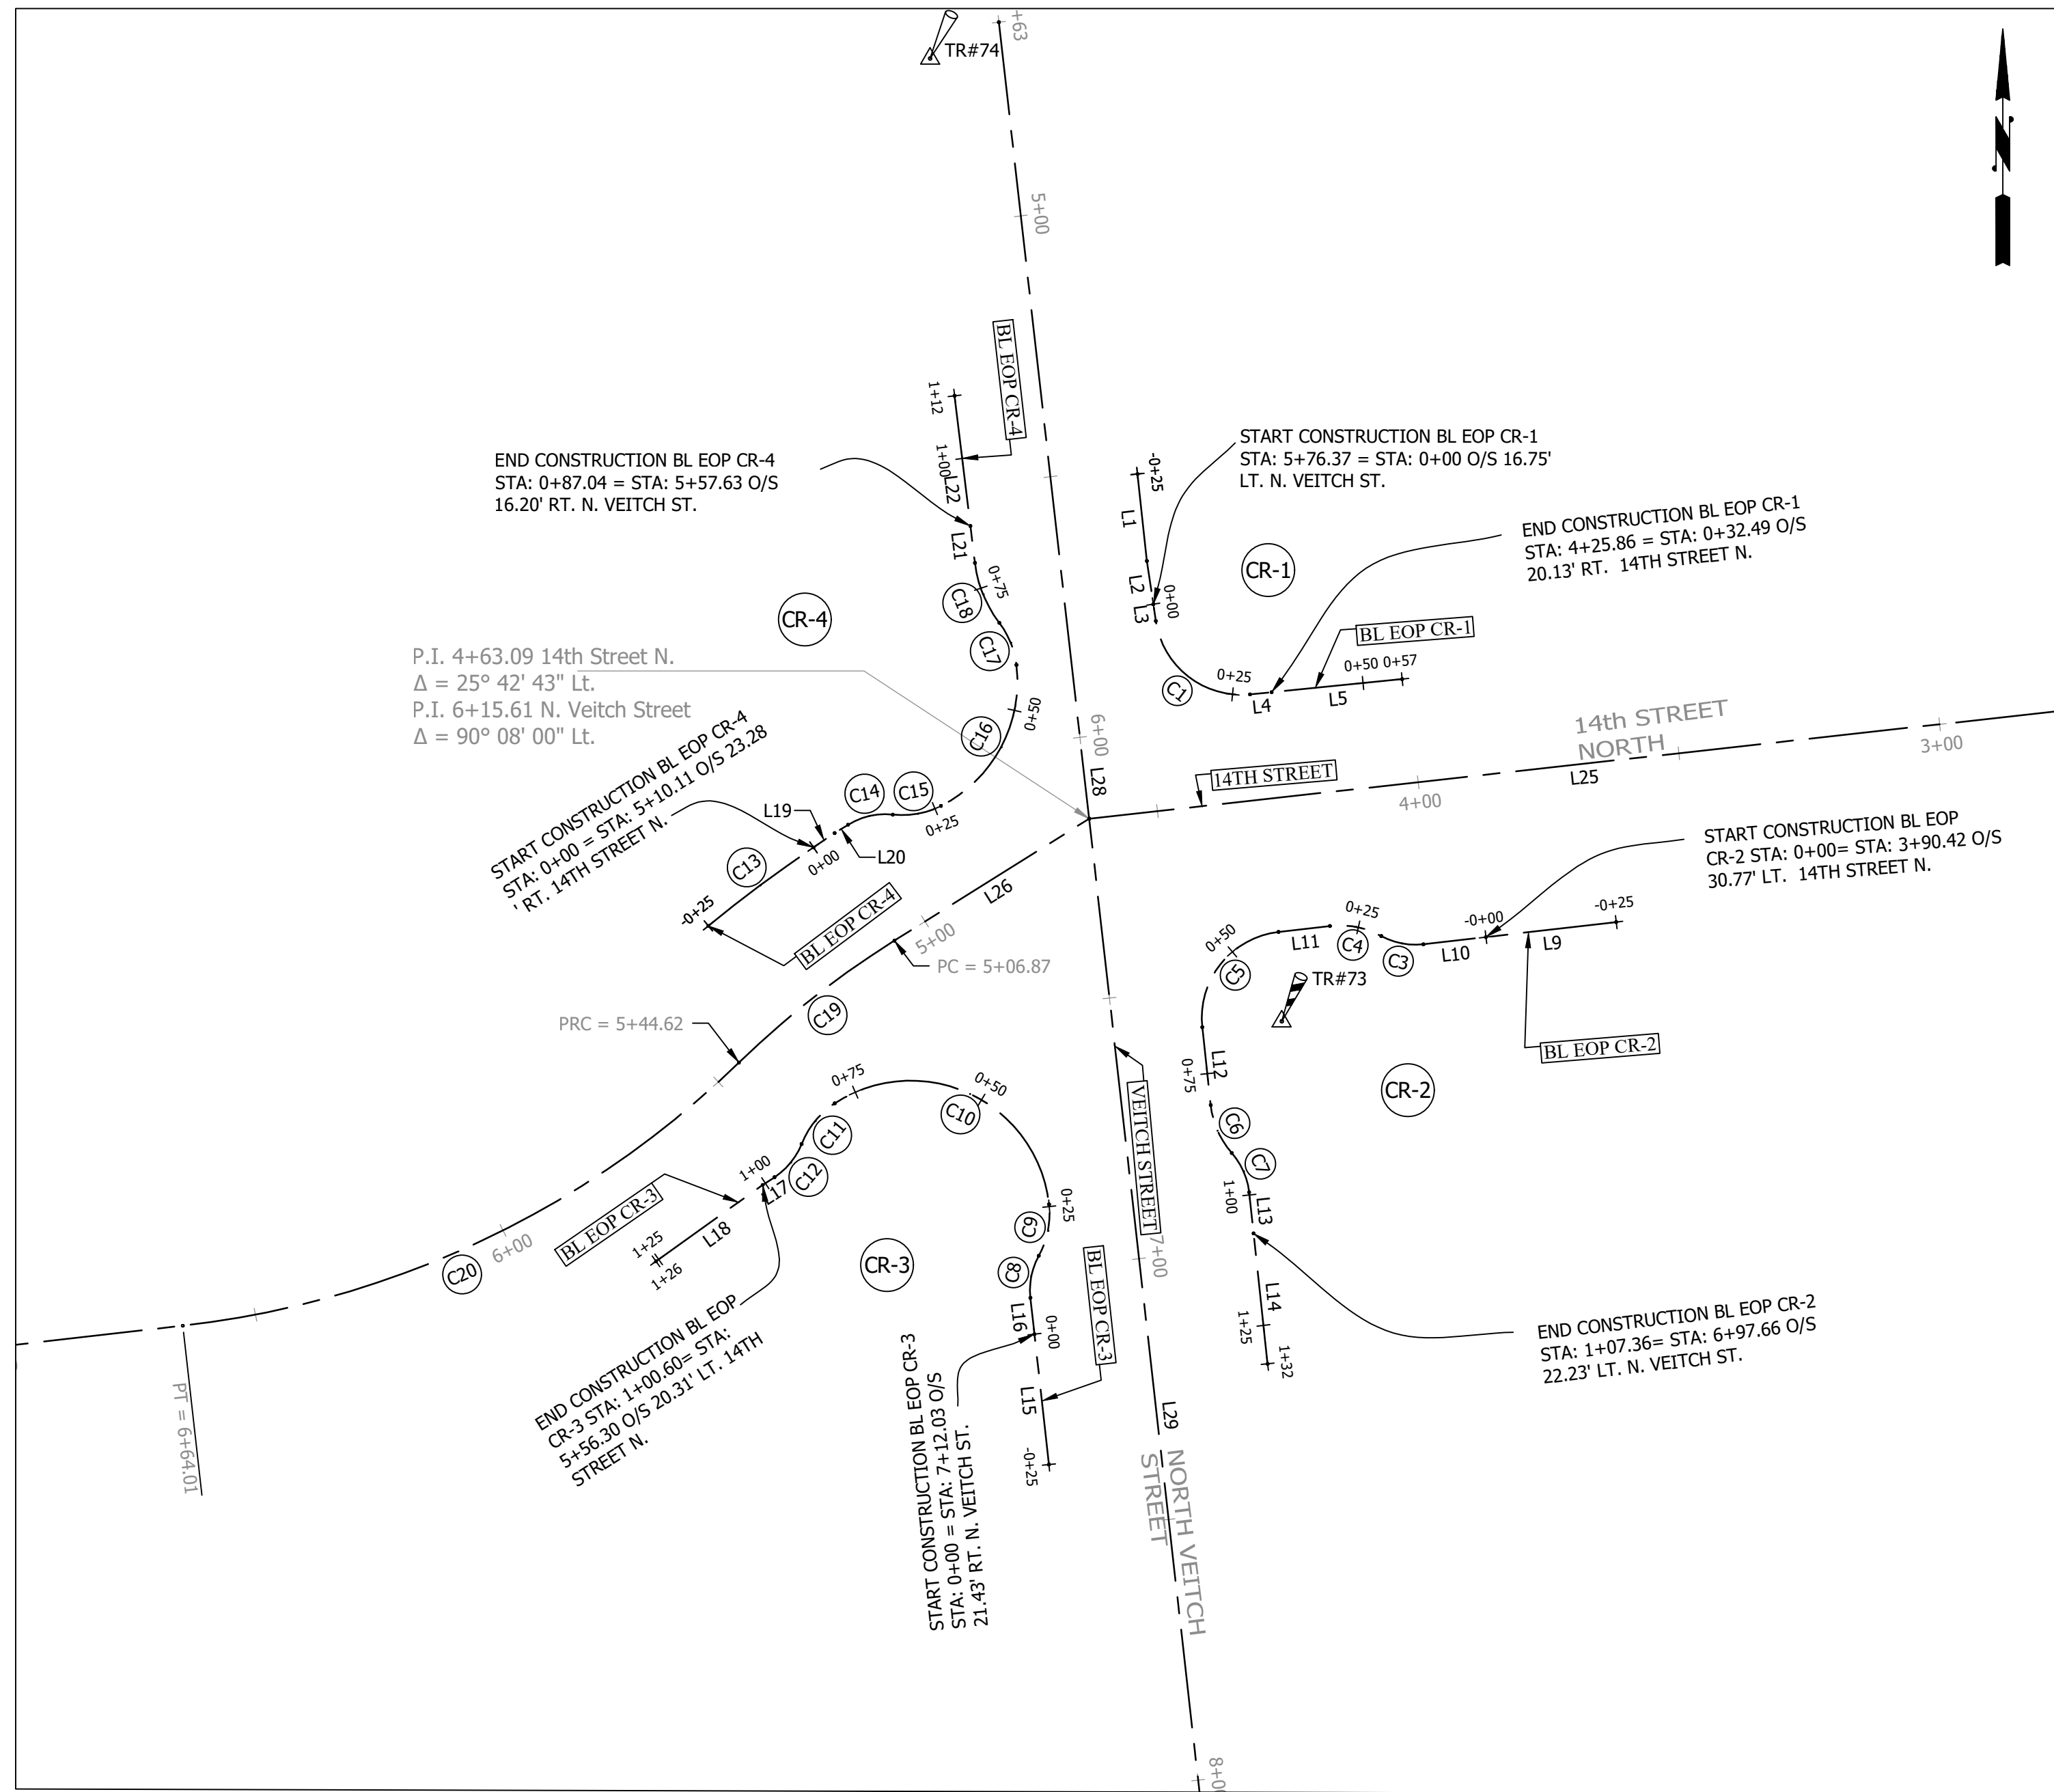 +63
TR#74
5+00
BL EOP CR-4
1+12
1+00
L22
END CONSTRUCTION BL EOP CR-4
STA: 0+87.04 = STA: 5+57.63 O/S
16.20' RT. N. VEITCH ST.
L21
0+75
C18
CR-4
C17
0+50
C16
START CONSTRUCTION BL EOP CR-1
STA: 5+76.37 = STA: 0+00 O/S 16.75'
LT. N. VEITCH ST.
-0+25
L1
L2
0+00
L3
CR-1
END CONSTRUCTION BL EOP CR-1
STA: 4+25.86 = STA: 0+32.49 O/S
20.13' RT.  14TH STREET N.
BL EOP CR-1
0+50 0+57
0+25
C1
L4
L5
P.I. 4+63.09 14th Street N.
Δ = 25° 42' 43" Lt.
P.I. 6+15.61 N. Veitch Street
Δ = 90° 08' 00" Lt.
START CONSTRUCTION BL EOP CR-4
STA: 0+00 = STA: 5+10.11 O/S 23.28
' RT. 14TH STREET N.
L19
C14
C15
0+25
L20
0+00
C13
-0+25
BL EOP CR-4
6+00
L28
14TH STREET
14th STREET
NORTH
L25
3+00
4+00
L26
5+00
PC = 5+06.87
C19
PRC = 5+44.62
START CONSTRUCTION BL EOP
CR-2 STA: 0+00= STA: 3+90.42 O/S
30.77' LT.  14TH STREET N.
-0+25
-0+00
0+25
0+50
L11
C4
C3
L10
L9
C5
TR#73
BL EOP CR-2
L12
0+75
CR-2
C6
C7
1+00
L13
L14
1+25
1+32
END CONSTRUCTION BL EOP CR-2
STA: 1+07.36= STA: 6+97.66 O/S
22.23' LT. N. VEITCH ST.
VEITCH STREET
7+00
0+75
0+50
C10
C11
C12
1+00
L17
BL EOP CR-3
L18
1+25
1+26
0+25
C9
C8
CR-3
L16
0+00
BL EOP CR-3
L15
-0+25
6+00
C20
PT = 6+64.01
END CONSTRUCTION BL EOP
CR-3 STA: 1+00.60= STA:
5+56.30 O/S 20.31' LT. 14TH
STREET N.
START CONSTRUCTION BL EOP CR-3
STA: 0+00 = STA: 7+12.03 O/S
21.43' RT. N. VEITCH ST.
L29
NORTH VEITCH
STREET
8+00
N